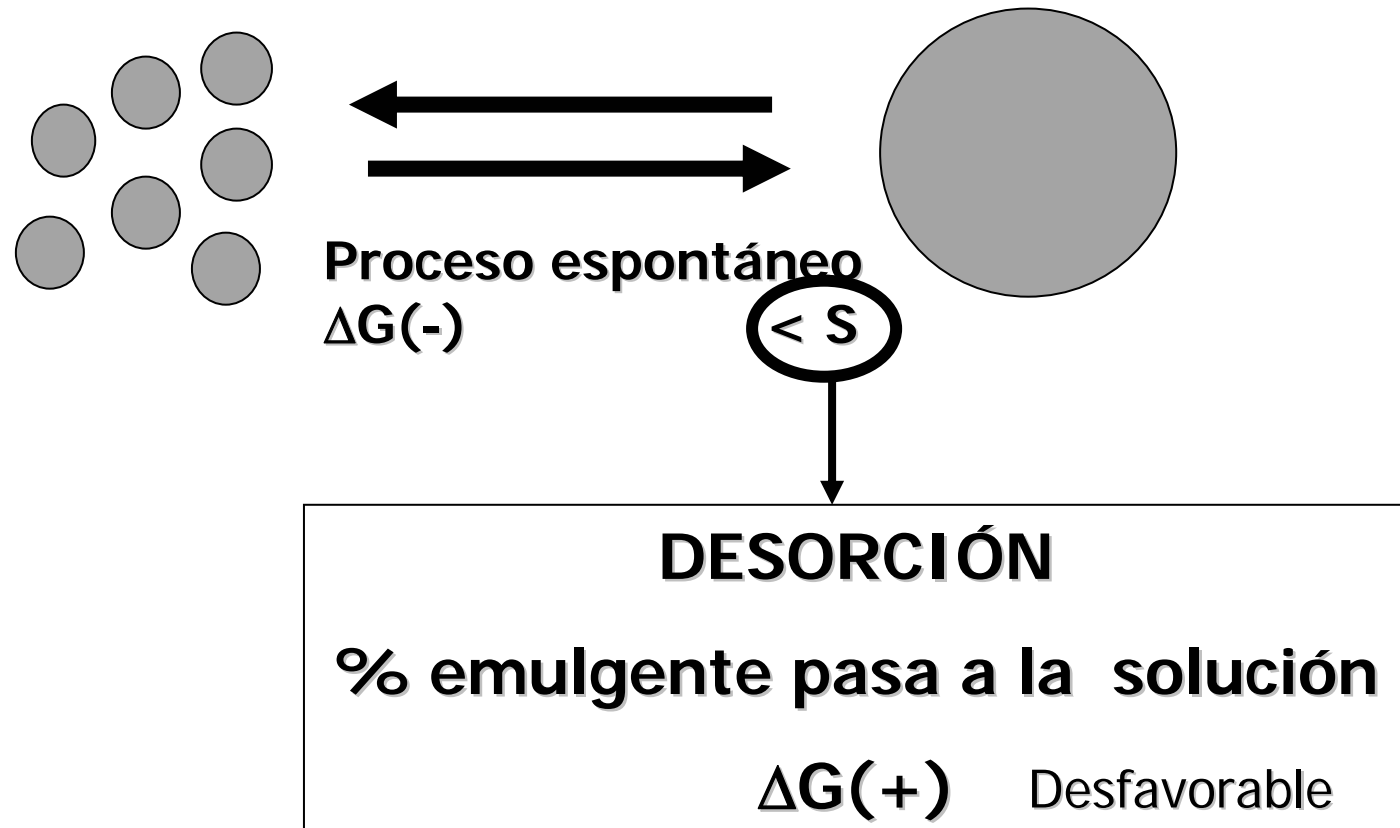 Proceso espontáneo
ΔG(-) < S
DESORCIÓN
% emulgente pasa a la solución
ΔG(+) Desfavorable